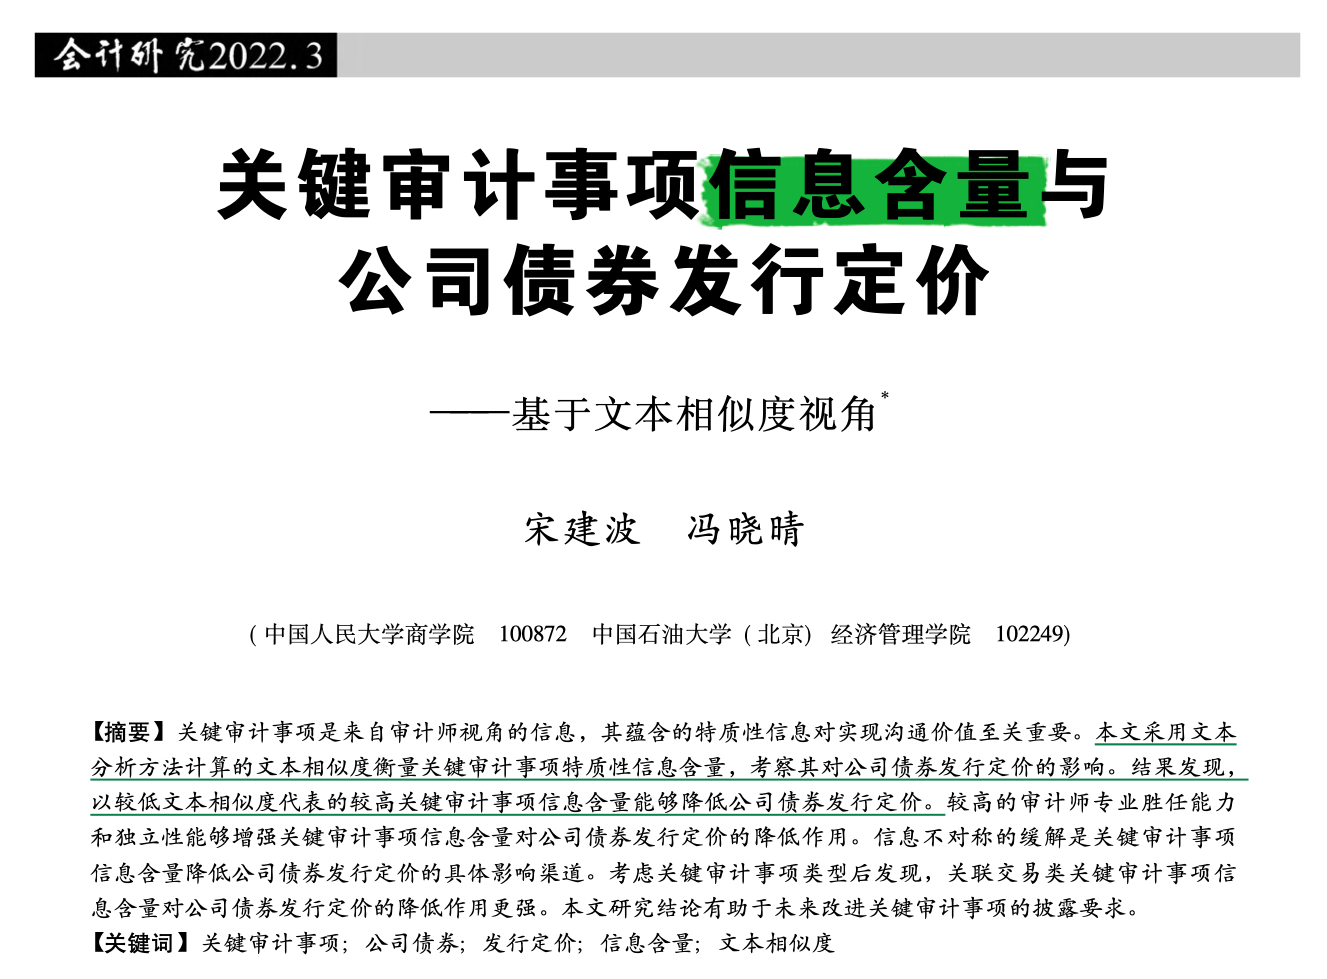 会计研究2022.3
关键审计事项信息含量与
公司债券发行定价
——基于文本相似度视角*
宋建波 冯晓晴
(中国人民大学商学院 100872 中国石油大学(北京) 经济管理学院 102249)
【摘要】关键审计事项是来自审计师视角的信息，其蕴含的特质性信息对实现沟通价值至关重要。本文采用文本
分析方法计算的文本相似度衡量关键审计事项特质性信息含量，考察其对公司债券发行定价的影响。结果发现，
以较低文本相似度代表的较高关键审计事项信息含量能够降低公司债券发行定价。较高的审计师专业胜任能力
和独立性能够增强关键审计事项信息含量对公司债券发行定价的降低作用。信息不对称的缓解是关键审计事项
信息含量降低公司债券发行定价的具体影响渠道。考虑关键审计事项类型后发现，关联交易类关键审计事项信
息含量对公司债券发行定价的降低作用更强。本文研究结论有助于未来改进关键审计事项的披露要求。
【关键词】关键审计事项；公司债券；发行定价；信息含量；文本相似度